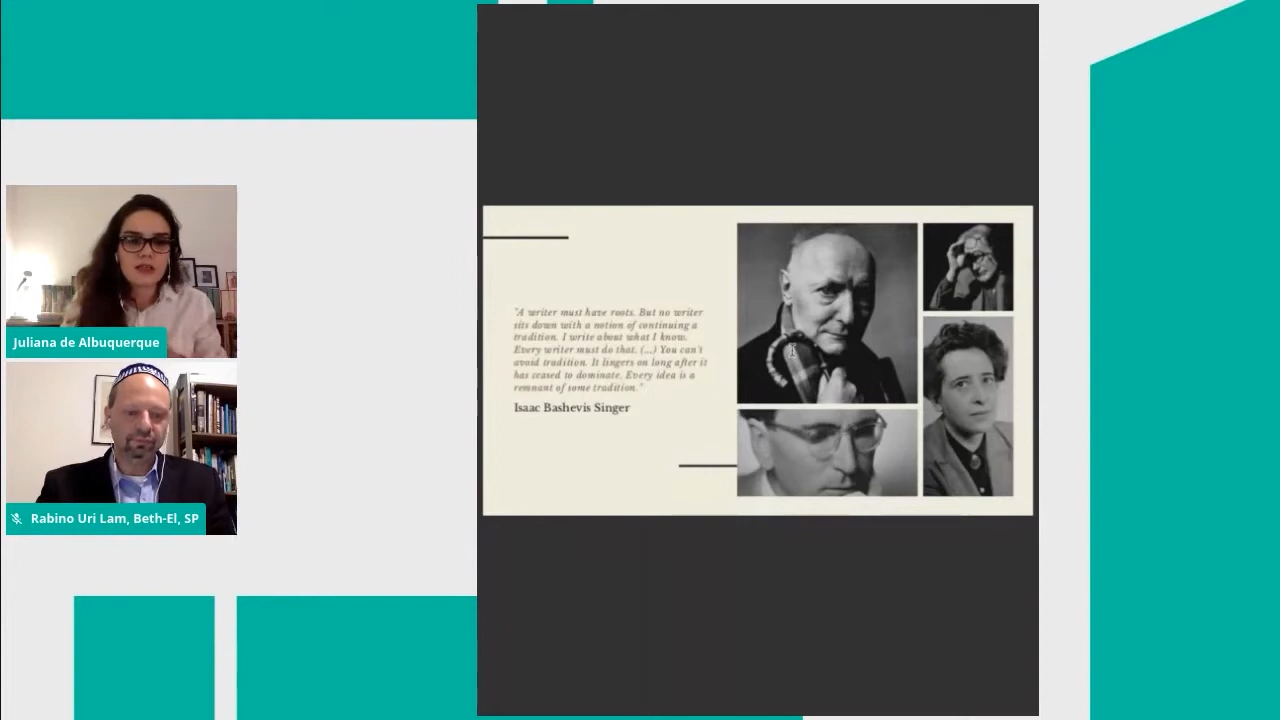 Juliana de Albuquerque
Rabino Uri Lam, Beth-El, SP
"A writer must have roots. But no writer
sits down with a notion of continuing a
tradition. I write about what I know.
Every writer must do that. (...) You can't
avoid tradition. It lingers on long after it
has ceased to dominate. Every idea is a
remnant of some tradition."
Isaac Bashevis Singer